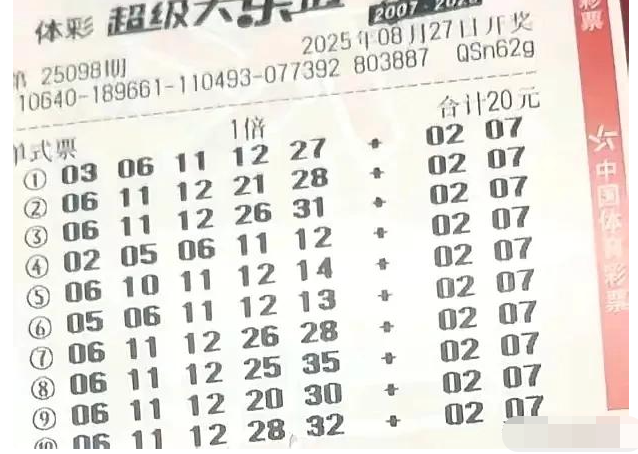 体彩 超级大乐透
2007-2026
第 25098期
2025年08月27日开奖
10640-189661-110493-077392 803887 QSn62g
单式票 1倍 合计20元
① 03 06 11 12 27 + 02 07
② 06 11 12 21 28 + 02 07
③ 06 11 12 26 31 + 02 07
④ 02 05 06 11 12 + 02 07
⑤ 06 10 11 12 14 + 02 07
⑥ 05 06 11 12 13 + 02 07
⑦ 06 11 12 26 28 + 02 07
⑧ 06 11 12 25 35 + 02 07
⑨ 06 11 12 20 30 + 02 07
⑩ 06 11 12 28 32 + 02 07
彩票
中国体育彩票